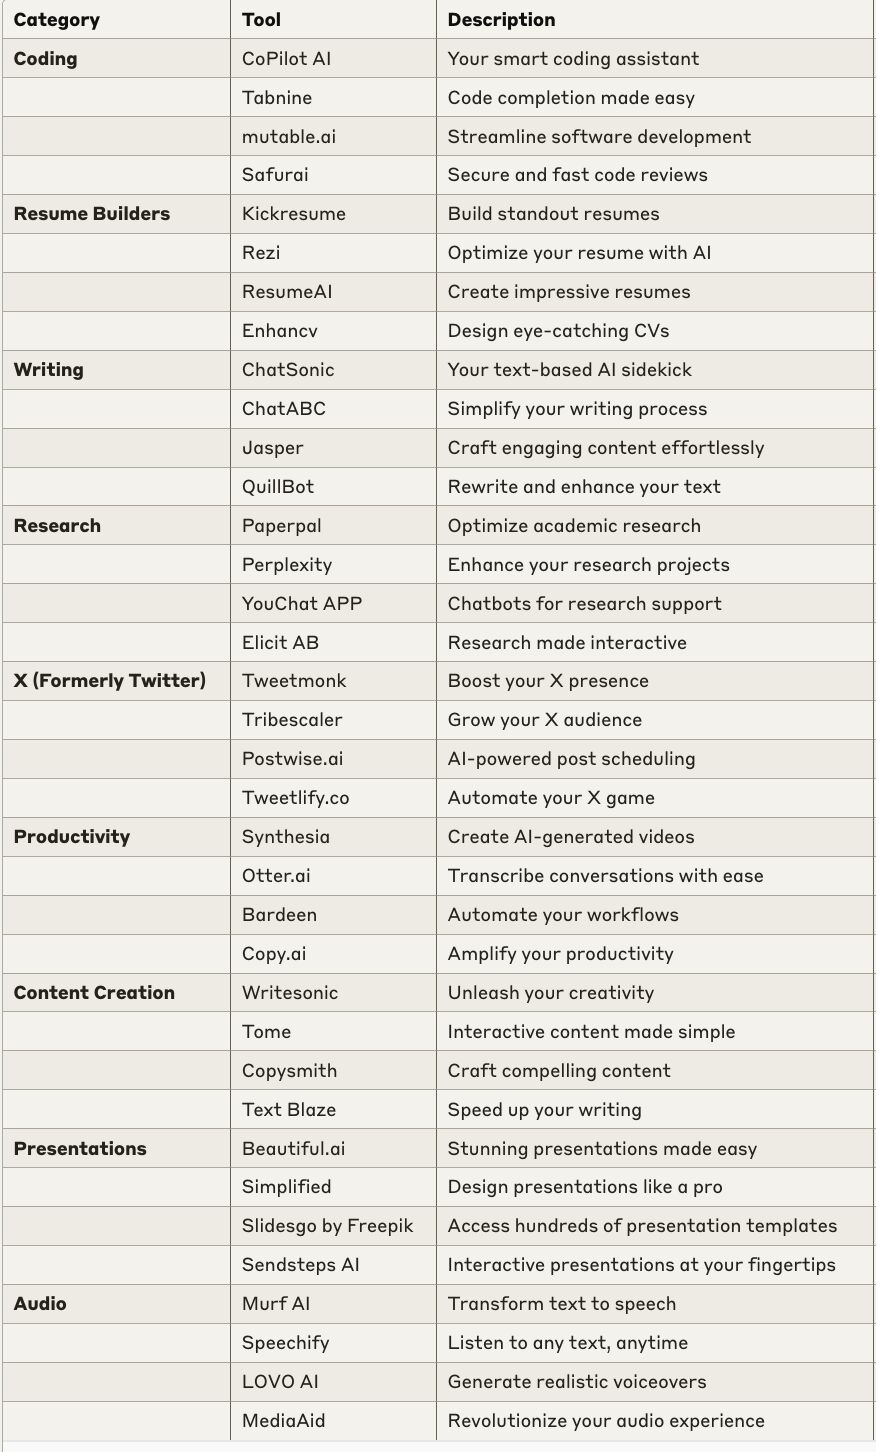 Category Tool Description
Coding CoPilot AI Your smart coding assistant
Tabnine Code completion made easy
mutable.ai Streamline software development
Safurai Secure and fast code reviews
Resume Builders Kickresume Build standout resumes
Rezi Optimize your resume with AI
ResumeAI Create impressive resumes
Enhancv Design eye-catching CVs
Writing ChatSonic Your text-based AI sidekick
ChatABC Simplify your writing process
Jasper Craft engaging content effortlessly
QuillBot Rewrite and enhance your text
Research Paperpal Optimize academic research
Perplexity Enhance your research projects
YouChat APP Chatbots for research support
Elicit AB Research made interactive
X (Formerly Twitter) Tweetmonk Boost your X presence
Tribescaler Grow your X audience
Postwise.ai AI-powered post scheduling
Tweetlify.co Automate your X game
Productivity Synthesia Create AI-generated videos
Otter.ai Transcribe conversations with ease
Bardeen Automate your workflows
Copy.ai Amplify your productivity
Content Creation Writesonic Unleash your creativity
Tome Interactive content made simple
Copysmith Craft compelling content
Text Blaze Speed up your writing
Presentations Beautiful.ai Stunning presentations made easy
Simplified Design presentations like a pro
Slidesgo by Freepik Access hundreds of presentation templates
Sendsteps AI Interactive presentations at your fingertips
Audio Murf AI Transform text to speech
Speechify Listen to any text, anytime
LOVO AI Generate realistic voiceovers
MediaAid Revolutionize your audio experience